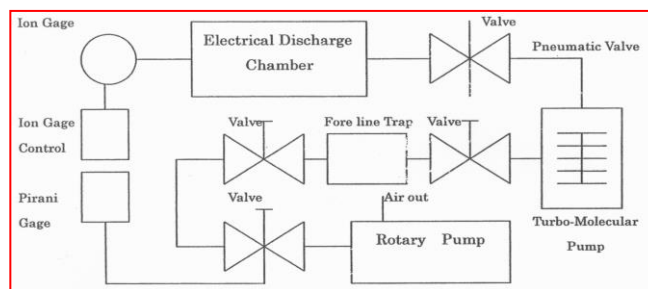 Ion Gage
Electrical Discharge
Chamber
Valve
Pneumatic Valve
Ion Gage
Control
Valve
Fore line Trap
Valve
Pirani
Gage
Valve
Air out
Rotary Pump
Turbo-Molecular
Pump